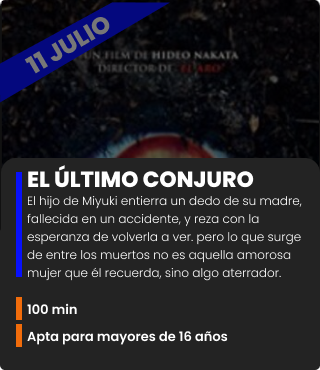 11 JULIO
UN FILM DE HIDEO NAKATA
DIRECTOR DE "EL ARO"
EL ÚLTIMO CONJURO
El hijo de Miyuki entierra un dedo de su madre,
fallecida en un accidente, y reza con la
esperanza de volverla a ver. pero lo que surge
de entre los muertos no es aquella amorosa
mujer que él recuerda, sino algo aterrador.
100 min
Apta para mayores de 16 años